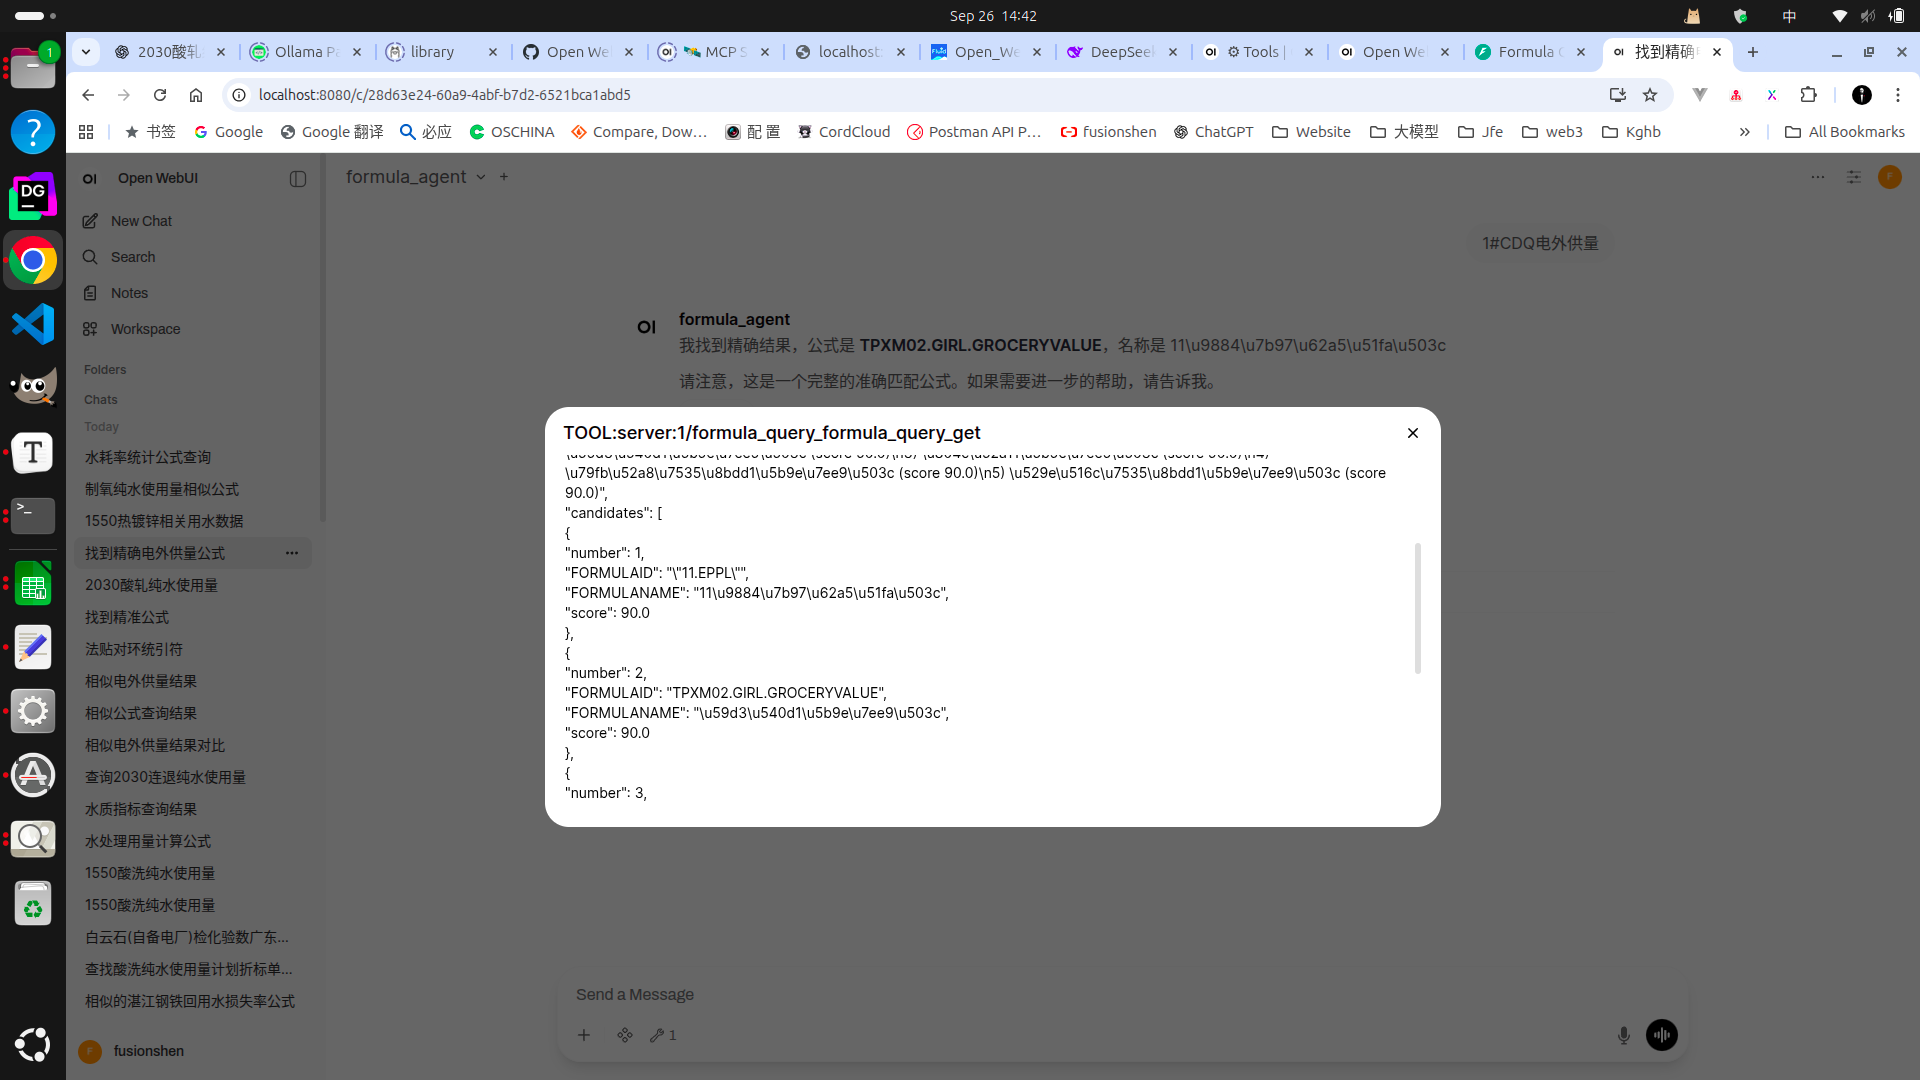 Sep 26 14:42
中
1
2030酸轧
Ollama Pa
library
Open We
MCP S
localhost:
Open_We
DeepSeek
Tools |
Open We
Formula
找到精确
localhost:8080/c/28d63e24-60a9-4abf-b7d2-6521bca1abd5
书签
Google
Google 翻译
必应
OSCHINA
Compare, Dow…
配 置
CordCloud
Postman API P…
fusionshen
ChatGPT
Website
大模型
Jfe
web3
Kghb
All Bookmarks
OI Open WebUI
formula_agent
New Chat
Search
Notes
Workspace
Folders
Chats
Today
水耗率统计公式查询
制氧纯水使用量相似公式
1550热镀锌相关用水数据
找到精确电外供量公式
2030酸轧纯水使用量
找到精准公式
法贴对环统引符
相似电外供量结果
相似公式查询结果
相似电外供量结果对比
查询2030连退纯水使用量
水质指标查询结果
水处理用量计算公式
1550酸洗纯水使用量
1550酸洗纯水使用量
白云石(自备电厂)检化验数广东...
查找酸洗纯水使用量计划折标单...
相似的湛江钢铁回用水损失率公式
F fusionshen
F
1#CDQ电外供量
OI formula_agent
我找到精确结果，公式是 TPXM02.GIRL.GROCERYVALUE，名称是 11\u9884\u7b97\u62a5\u51fa\u503c
请注意，这是一个完整的准确匹配公式。如果需要进一步的帮助，请告诉我。
TOOL:server:1/formula_query_formula_query_get
\u79fb\u52a8\u7535\u8bdd1\u5b9e\u7ee9\u503c (score 90.0)\n5) \u529e\u516c\u7535\u8bdd1\u5b9e\u7ee9\u503c (score
90.0)",
"candidates": [
{
"number": 1,
"FORMULAID": "\"11.EPPL\"",
"FORMULANAME": "11\u9884\u7b97\u62a5\u51fa\u503c",
"score": 90.0
},
{
"number": 2,
"FORMULAID": "TPXM02.GIRL.GROCERYVALUE",
"FORMULANAME": "\u59d3\u540d1\u5b9e\u7ee9\u503c",
"score": 90.0
},
{
"number": 3,
Send a Message
1